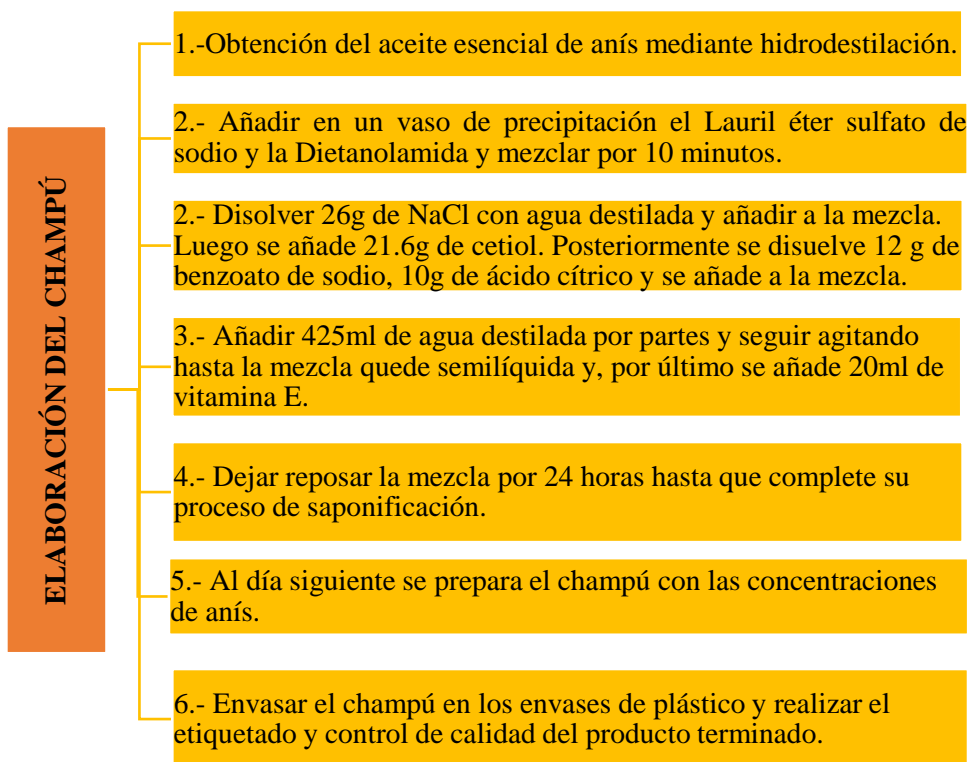 ELABORACIÓN DEL CHAMPÚ
1.-Obtención del aceite esencial de anís mediante hidrodestilación.
2.- Añadir en un vaso de precipitación el Lauril éter sulfato de
sodio y la Dietanolamida y mezclar por 10 minutos.
2.- Disolver 26g de NaCl con agua destilada y añadir a la mezcla.
Luego se añade 21.6g de cetiol. Posteriormente se disuelve 12 g de
benzoato de sodio, 10g de ácido cítrico y se añade a la mezcla.
3.- Añadir 425ml de agua destilada por partes y seguir agitando
hasta la mezcla quede semilíquida y, por último se añade 20ml de
vitamina E.
4.- Dejar reposar la mezcla por 24 horas hasta que complete su
proceso de saponificación.
5.- Al día siguiente se prepara el champú con las concentraciones
de anís.
6.- Envasar el champú en los envases de plástico y realizar el
etiquetado y control de calidad del producto terminado.